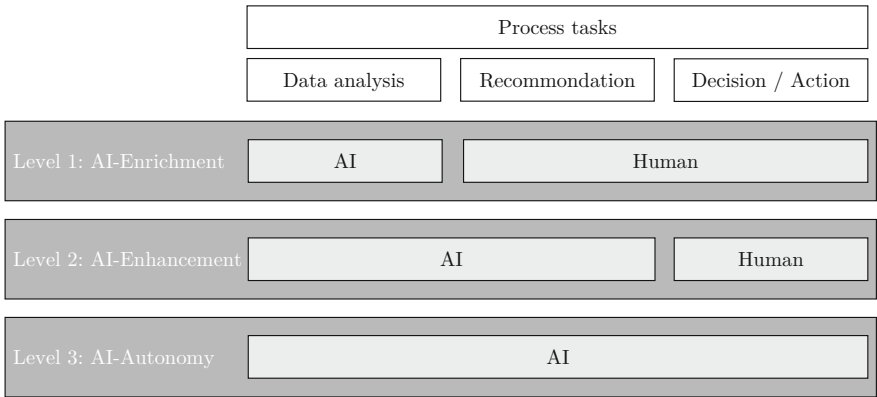 Process tasks
Data analysis
Recommondation
Decision / Action
Level 1: AI-Enrichment
AI
Human
Level 2: AI-Enhancement
AI
Human
Level 3: AI-Autonomy
AI